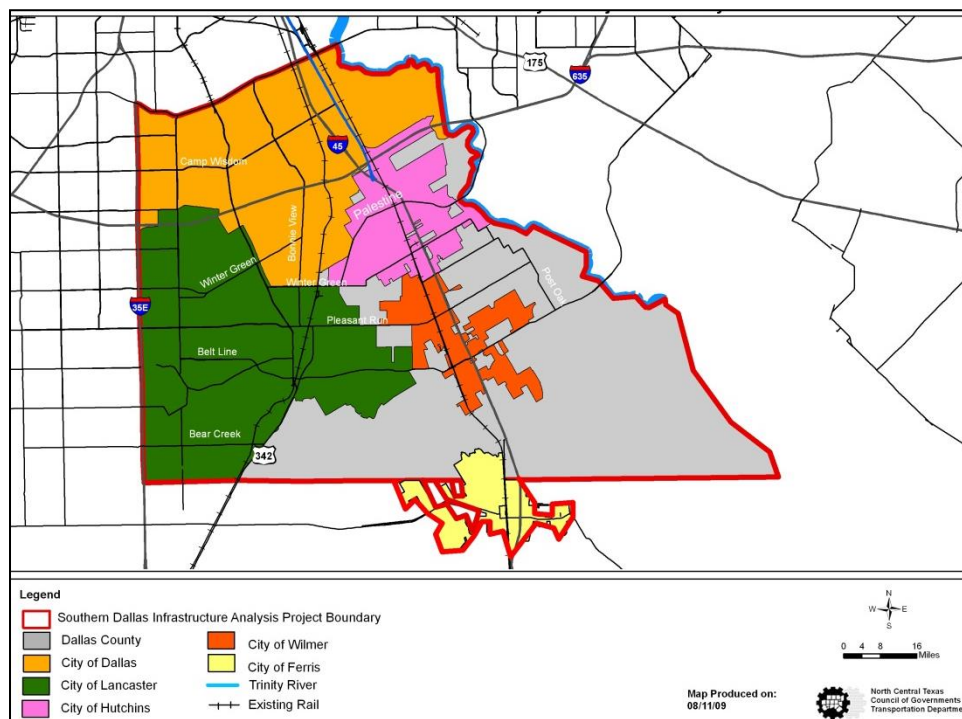 175
635
45
Camp Wisdom
Palestine
Bonnie View
Winter Green
Winter Green
Post Oak
35E
Pleasant Run
Belt Line
Bear Creek
342
Legend
Southern Dallas Infrastructure Analysis Project Boundary
Dallas County
City of Dallas
City of Lancaster
City of Hutchins
City of Wilmer
City of Ferris
Trinity River
Existing Rail
N
W E
S
0 4 8 16
Miles
Map Produced on:
08/11/09
North Central Texas
Council of Governments
Transportation Departme